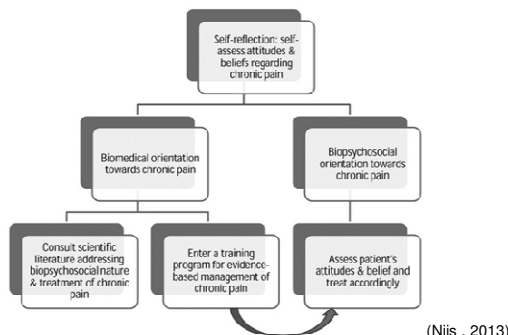 Self-reflection: self-
assess attitudes &
beliefs regarding
chronic pain
Biomedical orientation
towards chronic pain
Biopsychosocial
orientation towards
chronic pain
Consult scientific
literature addressing
biopsychosocial nature
& treatment of chronic
pain
Enter a training
program for evidence-
based management of
chronic pain
Assess patient's
attitudes & belief and
treat accordingly
(Nijs , 2013)